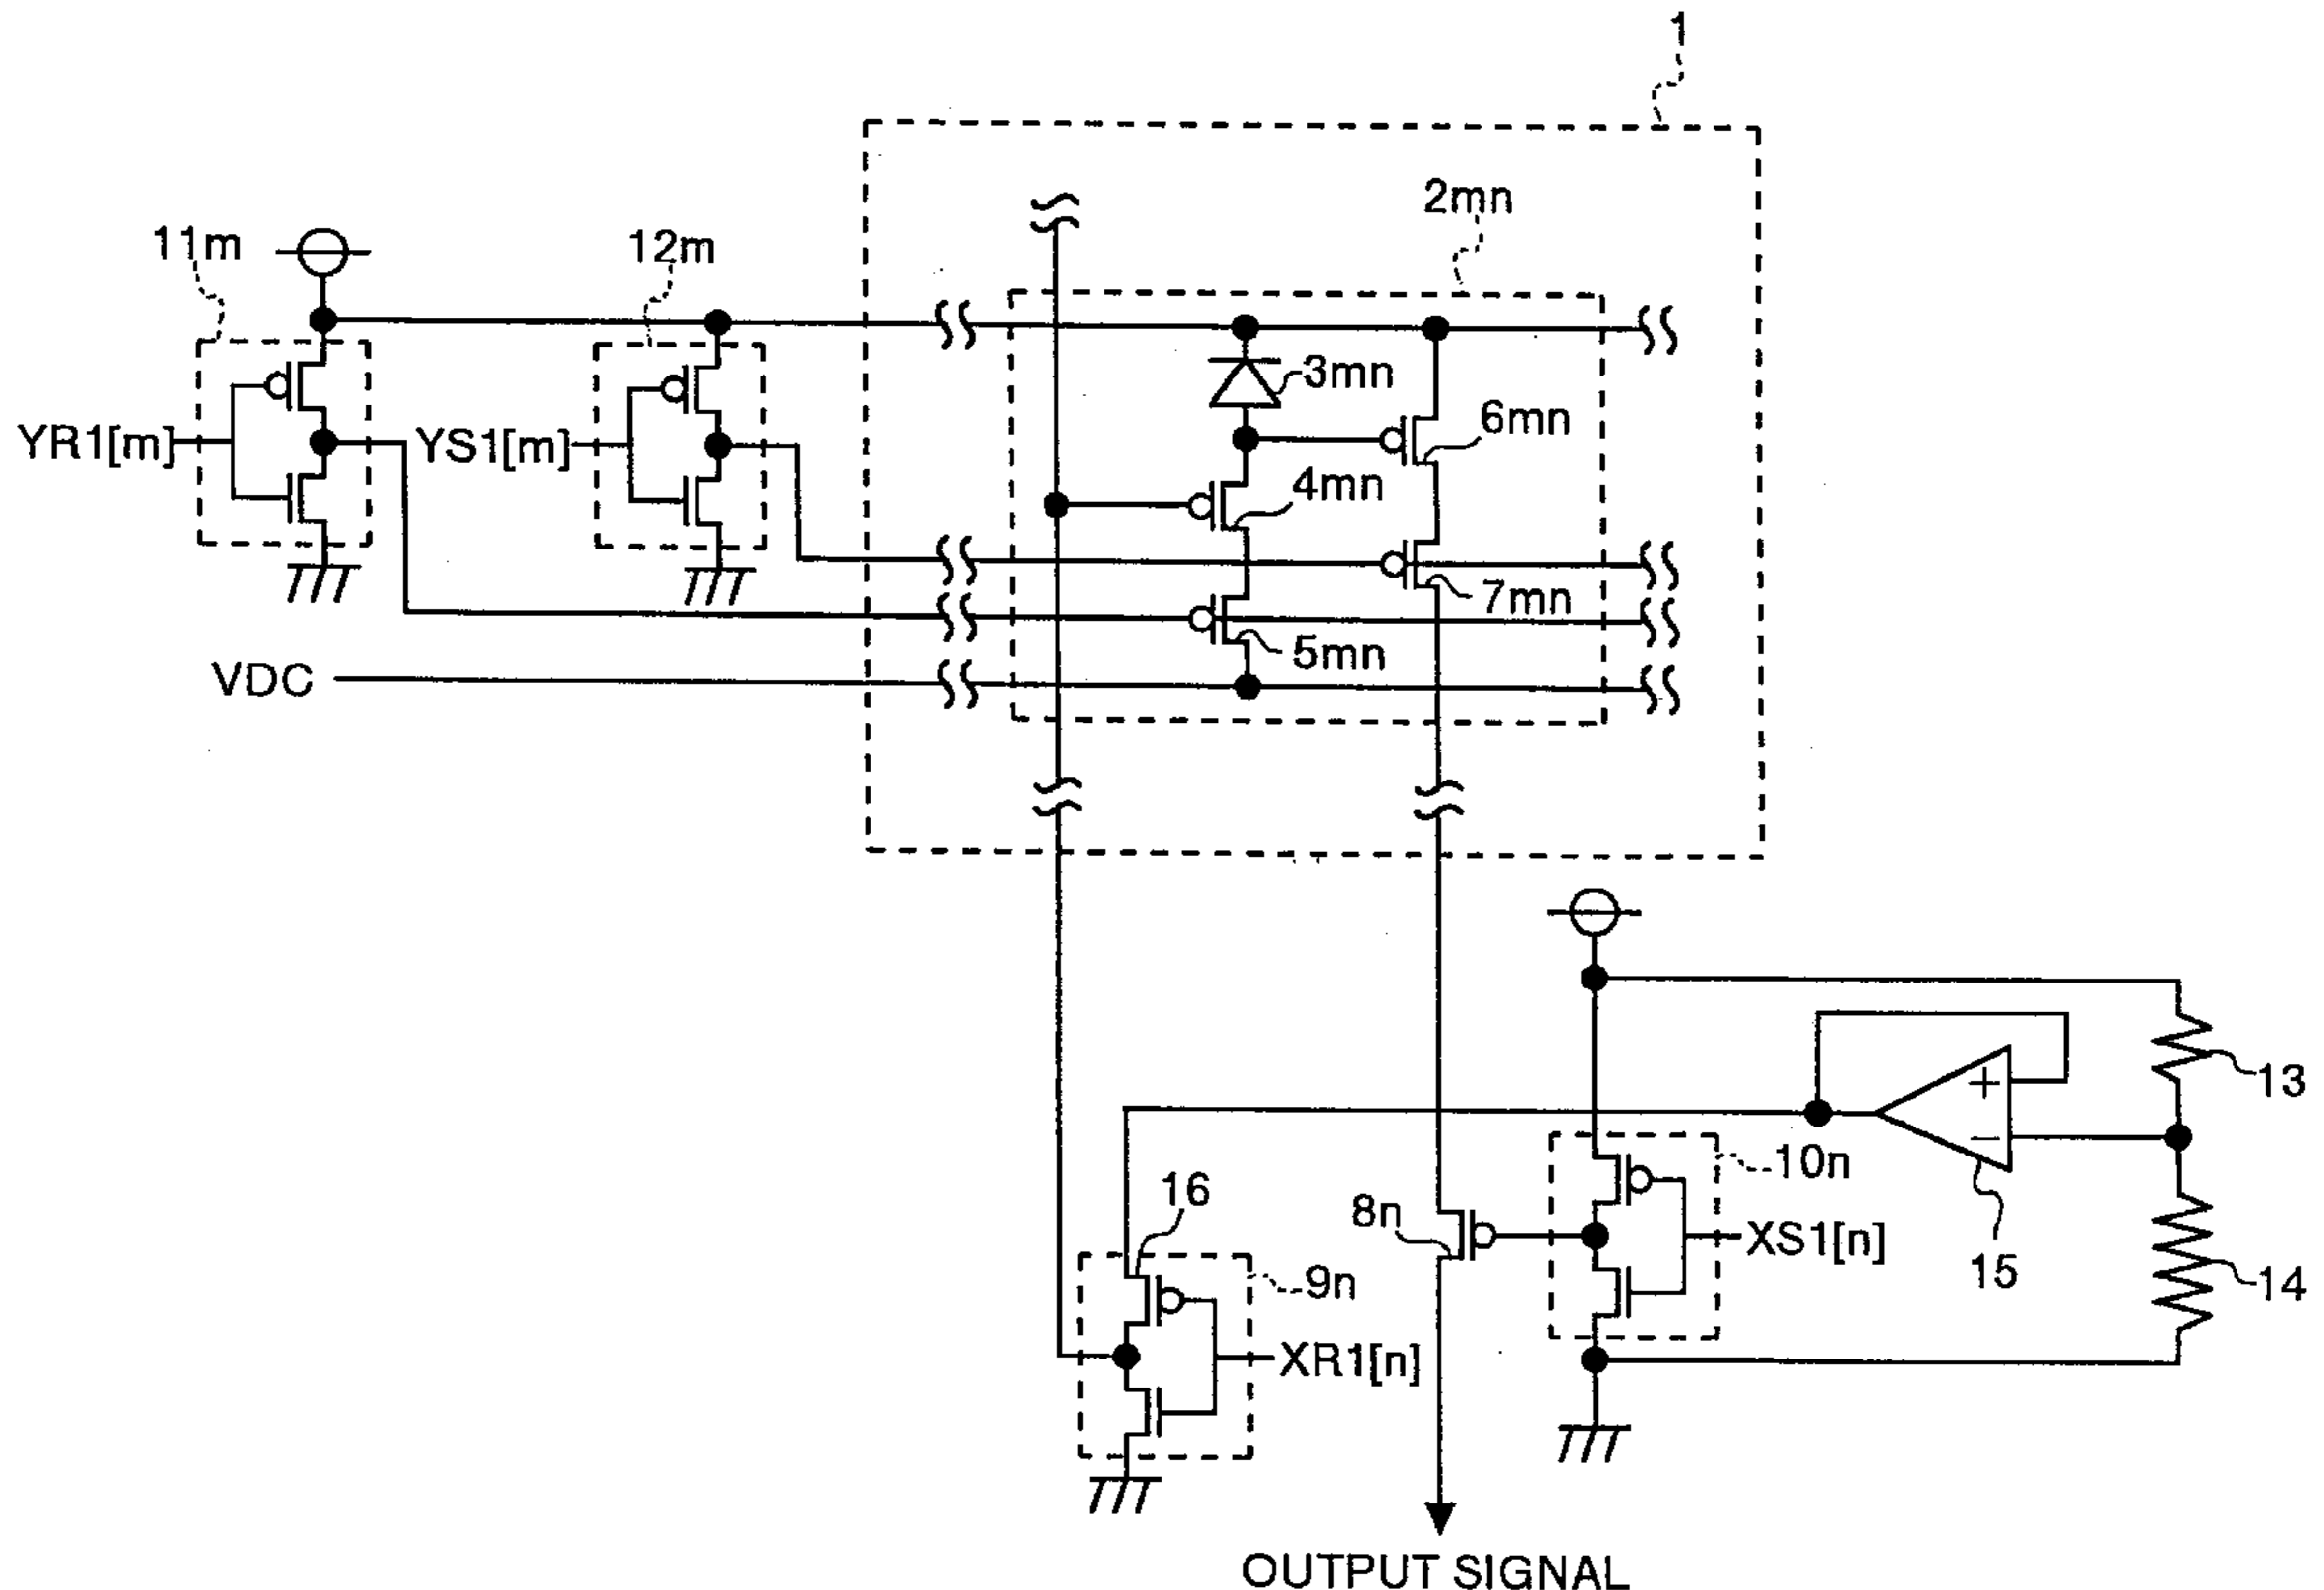 1
2mn
11m
12m
3mn
6mn
YR1[m]
YS1[m]
4mn
7mn
5mn
VDC
+
−
13
10n
16
8n
XS1[n]
15
14
9n
XR1[n]
OUTPUT SIGNAL